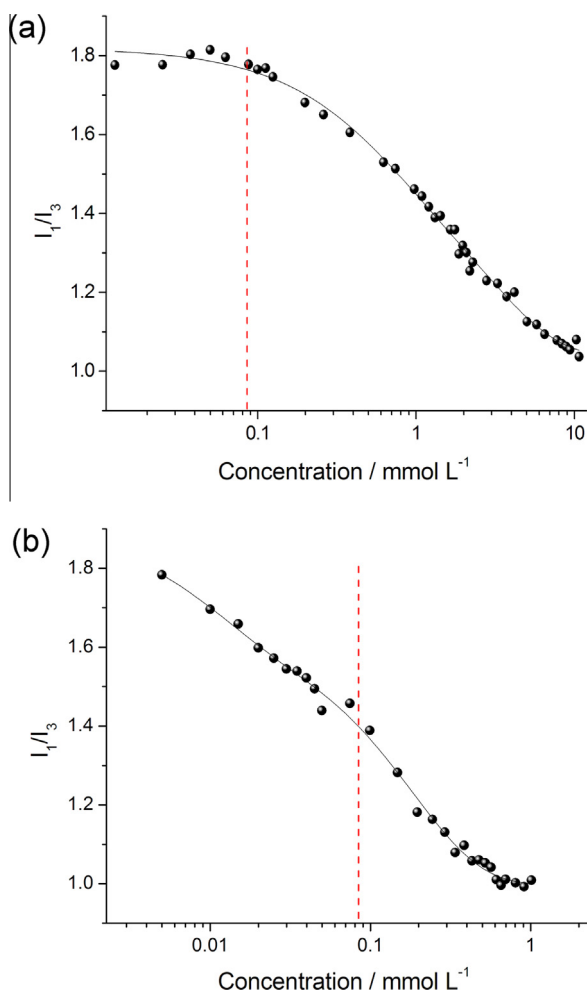 (a)
1.8
1.6
1.4
1.2
1.0
I₁/I₃
0.1 1 10
Concentration / mmol L⁻¹
(b)
1.8
1.6
1.4
1.2
1.0
I₁/I₃
0.01 0.1 1
Concentration / mmol L⁻¹